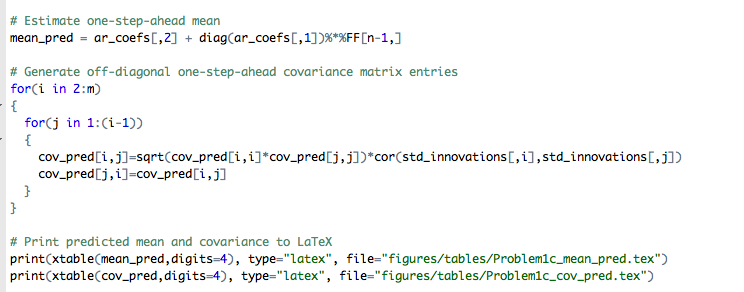 # Estimate one-step-ahead mean
mean_pred = ar_coefs[,2] + diag(ar_coefs[,1])%*%FF[n-1,]
# Generate off-diagonal one-step-ahead covariance matrix entries
for(i in 2:m)
{
for(j in 1:(i-1))
{
cov_pred[i,j]=sqrt(cov_pred[i,i]*cov_pred[j,j])*cor(std_innovations[,i],std_innovations[,j])
cov_pred[j,i]=cov_pred[i,j]
}
}
# Print predicted mean and covariance to LaTeX
print(xtable(mean_pred,digits=4), type="latex", file="figures/tables/Problem1c_mean_pred.tex")
print(xtable(cov_pred,digits=4), type="latex", file="figures/tables/Problem1c_cov_pred.tex")